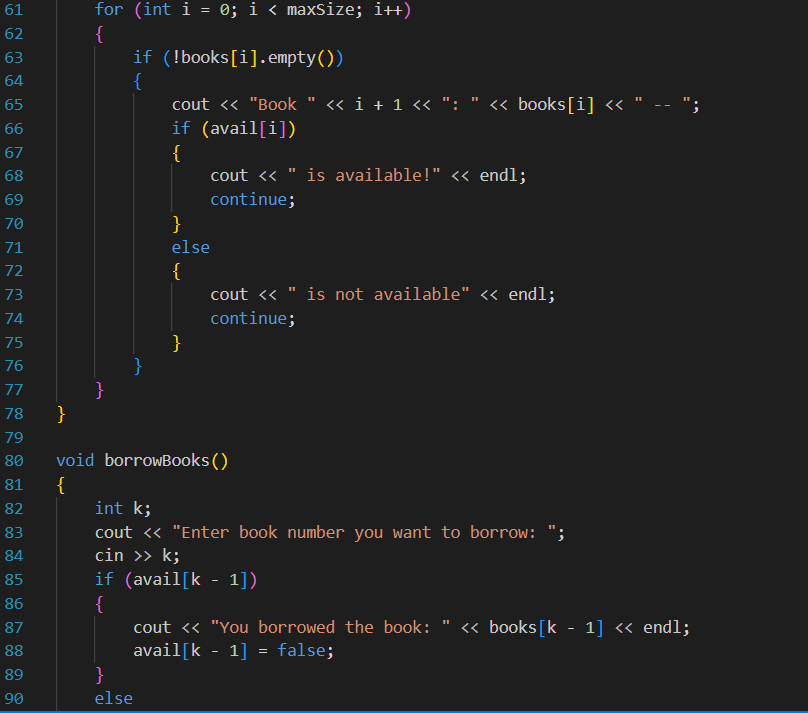 61 for (int i = 0; i < maxSize; i++)
62 {
63 if (!books[i].empty())
64 {
65 cout << "Book " << i + 1 << ": " << books[i] << " -- ";
66 if (avail[i])
67 {
68 cout << " is available!" << endl;
69 continue;
70 }
71 else
72 {
73 cout << " is not available" << endl;
74 continue;
75 }
76 }
77 }
78 }
79
80 void borrowBooks()
81 {
82 int k;
83 cout << "Enter book number you want to borrow: ";
84 cin >> k;
85 if (avail[k - 1])
86 {
87 cout << "You borrowed the book: " << books[k - 1] << endl;
88 avail[k - 1] = false;
89 }
90 else